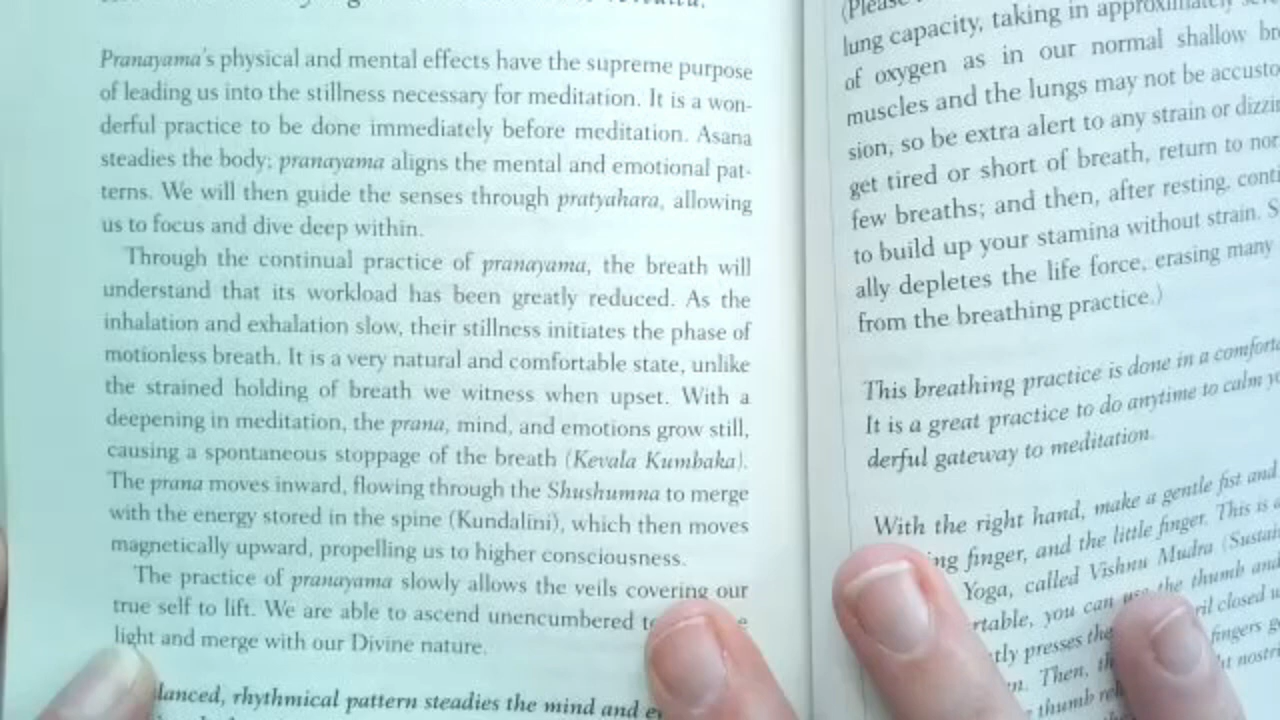 Pranayama's physical and mental effects have the supreme purpose
of leading us into the stillness necessary for meditation. It is a won-
derful practice to be done immediately before meditation. Asana
steadies the body; pranayama aligns the mental and emotional pat-
terns. We will then guide the senses through pratyahara, allowing
us to focus and dive deep within.
Through the continual practice of pranayama, the breath will
understand that its workload has been greatly reduced. As the
inhalation and exhalation slow, their stillness initiates the phase of
motionless breath. It is a very natural and comfortable state, unlike
the strained holding of breath we witness when upset. With a
deepening in meditation, the prana, mind, and emotions grow still,
causing a spontaneous stoppage of the breath (Kevala Kumbaka).
The prana moves inward, flowing through the Shushumna to merge
with the energy stored in the spine (Kundalini), which then moves
magnetically upward, propelling us to higher consciousness.
The practice of pranayama slowly allows the veils covering our
true self to lift. We are able to ascend unencumbered
light and merge with our Divine nature.
lanced, rhythmical pattern steadies the mind and
(Please
lung capacity, taking in approximately
of oxygen as in our normal shallow
muscles and the lungs may not be
sion, so be extra alert to any strain or
get tired or short of breath, return to
few breaths; and then, after resting,
to build up your stamina without strain.
ally depletes the life force, erasing many
from the breathing practice.)
This breathing practice is done in a
It is a great practice to do anytime to calm
derful gateway to meditation.
With the right hand, make a gentle fist and
finger, and the little finger. This is
Yoga, called Vishnu Mudra
you can the thumb and
presses the closed
Then, fingers
thumb